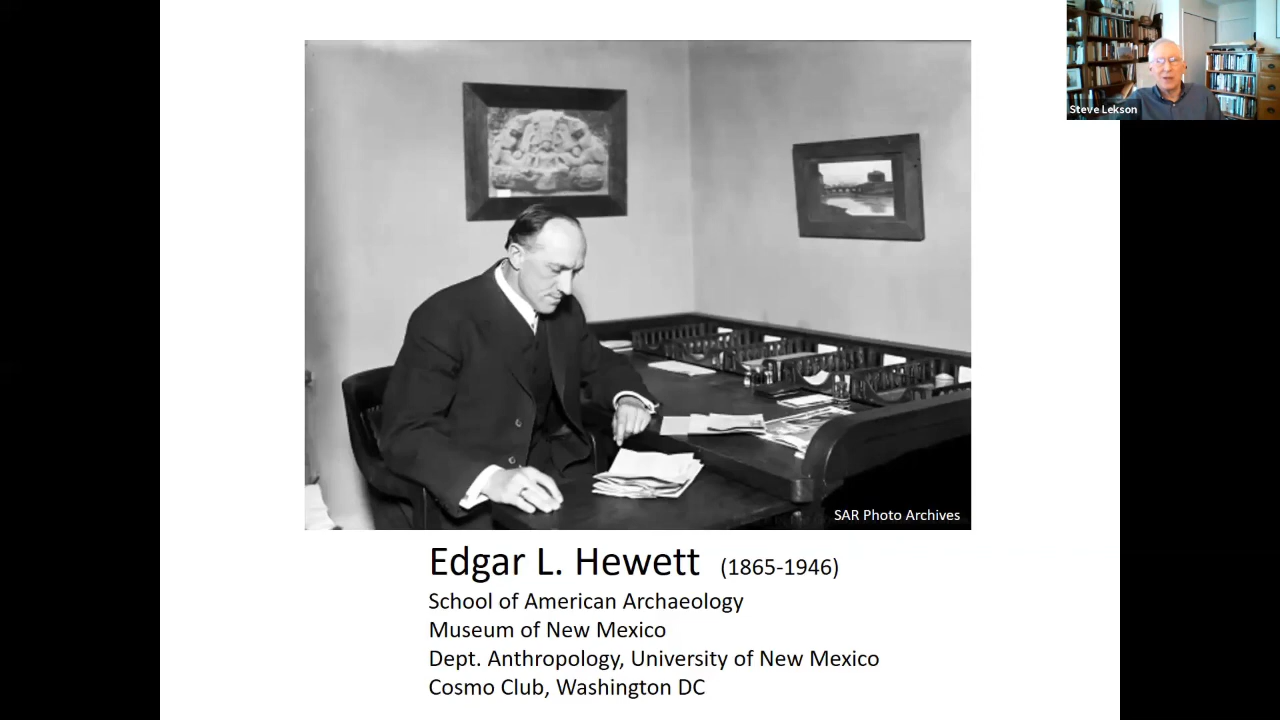 Steve Lekson
SAR Photo Archives
Edgar L. Hewett (1865-1946)
School of American Archaeology
Museum of New Mexico
Dept. Anthropology, University of New Mexico
Cosmo Club, Washington DC